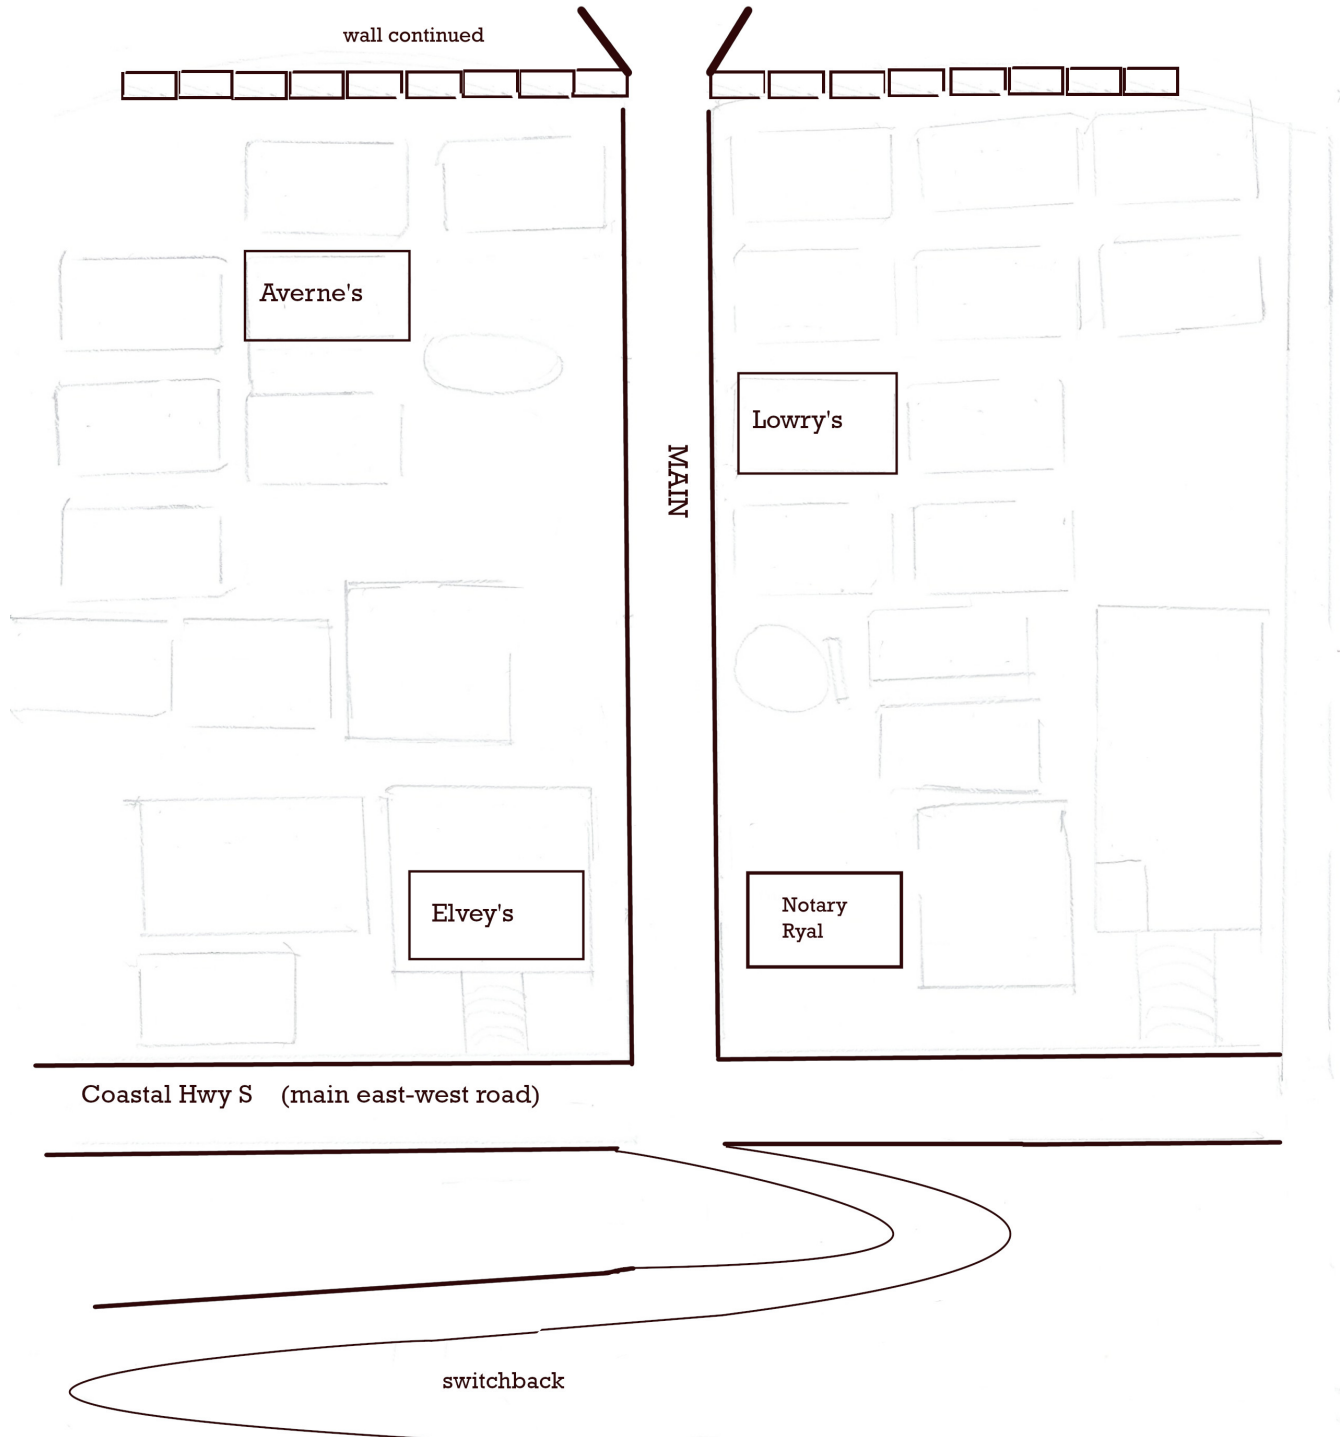 wall continued
Averne's
Lowry's
MAIN
Elvey's
Notary
Ryal
Coastal Hwy S (main east-west road)
switchback